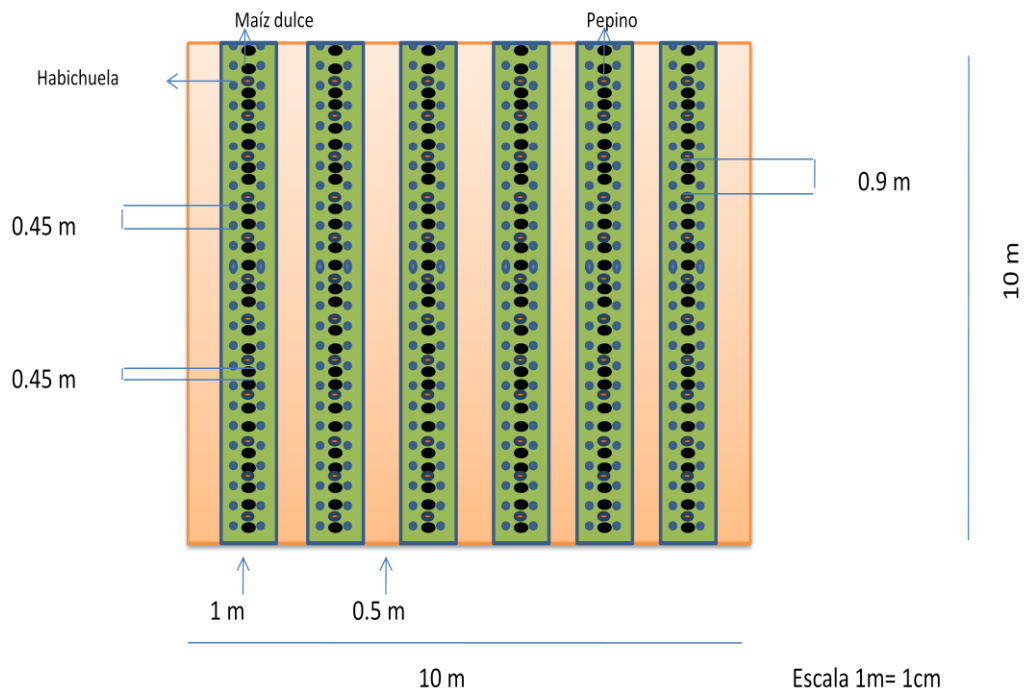 Maíz dulce
Pepino
Habichuela
0.9 m
0.45 m
10 m
0.45 m
1 m
0.5 m
10 m
Escala 1m= 1cm